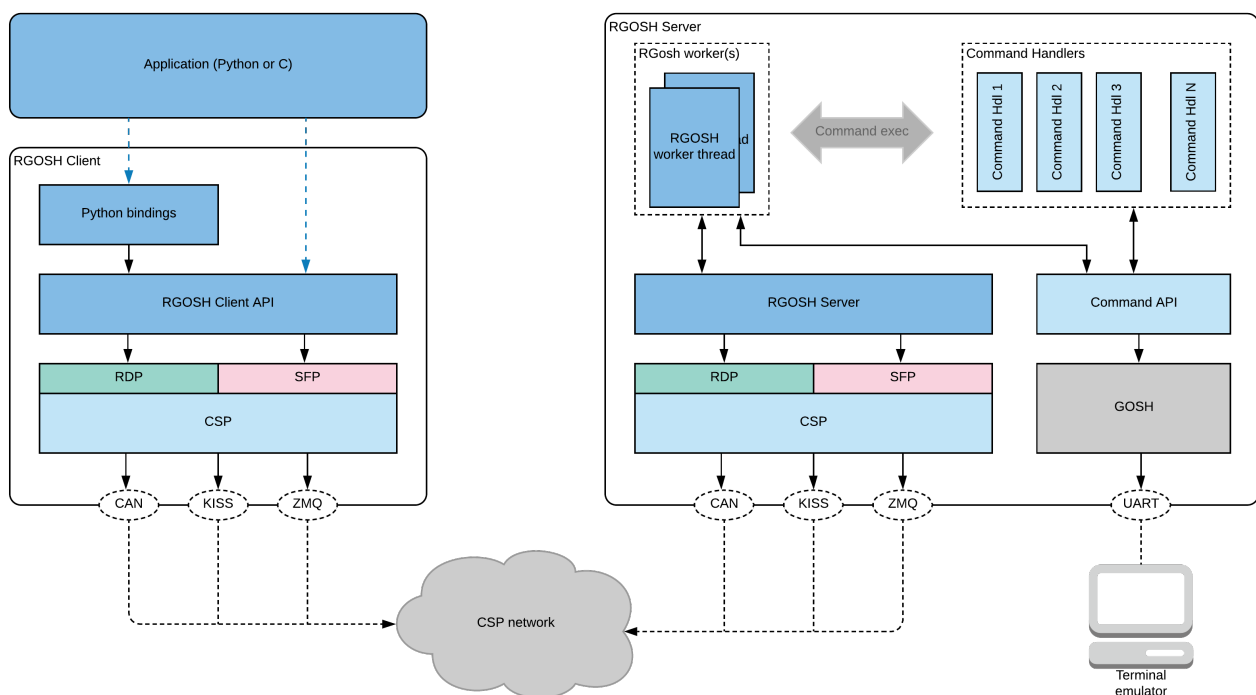 Application (Python or C)
RGOSH Client
Python bindings
RGOSH Client API
RDP
SFP
CSP
CAN
KISS
ZMQ
RGOSH Server
RGosh worker(s)
RGOSH
worker thread
ad
Command exec
Command Handlers
Command Hdl 1
Command Hdl 2
Command Hdl 3
Command Hdl N
RGOSH Server
Command API
RDP
SFP
CSP
GOSH
CAN
KISS
ZMQ
UART
CSP network
Terminal
emulator